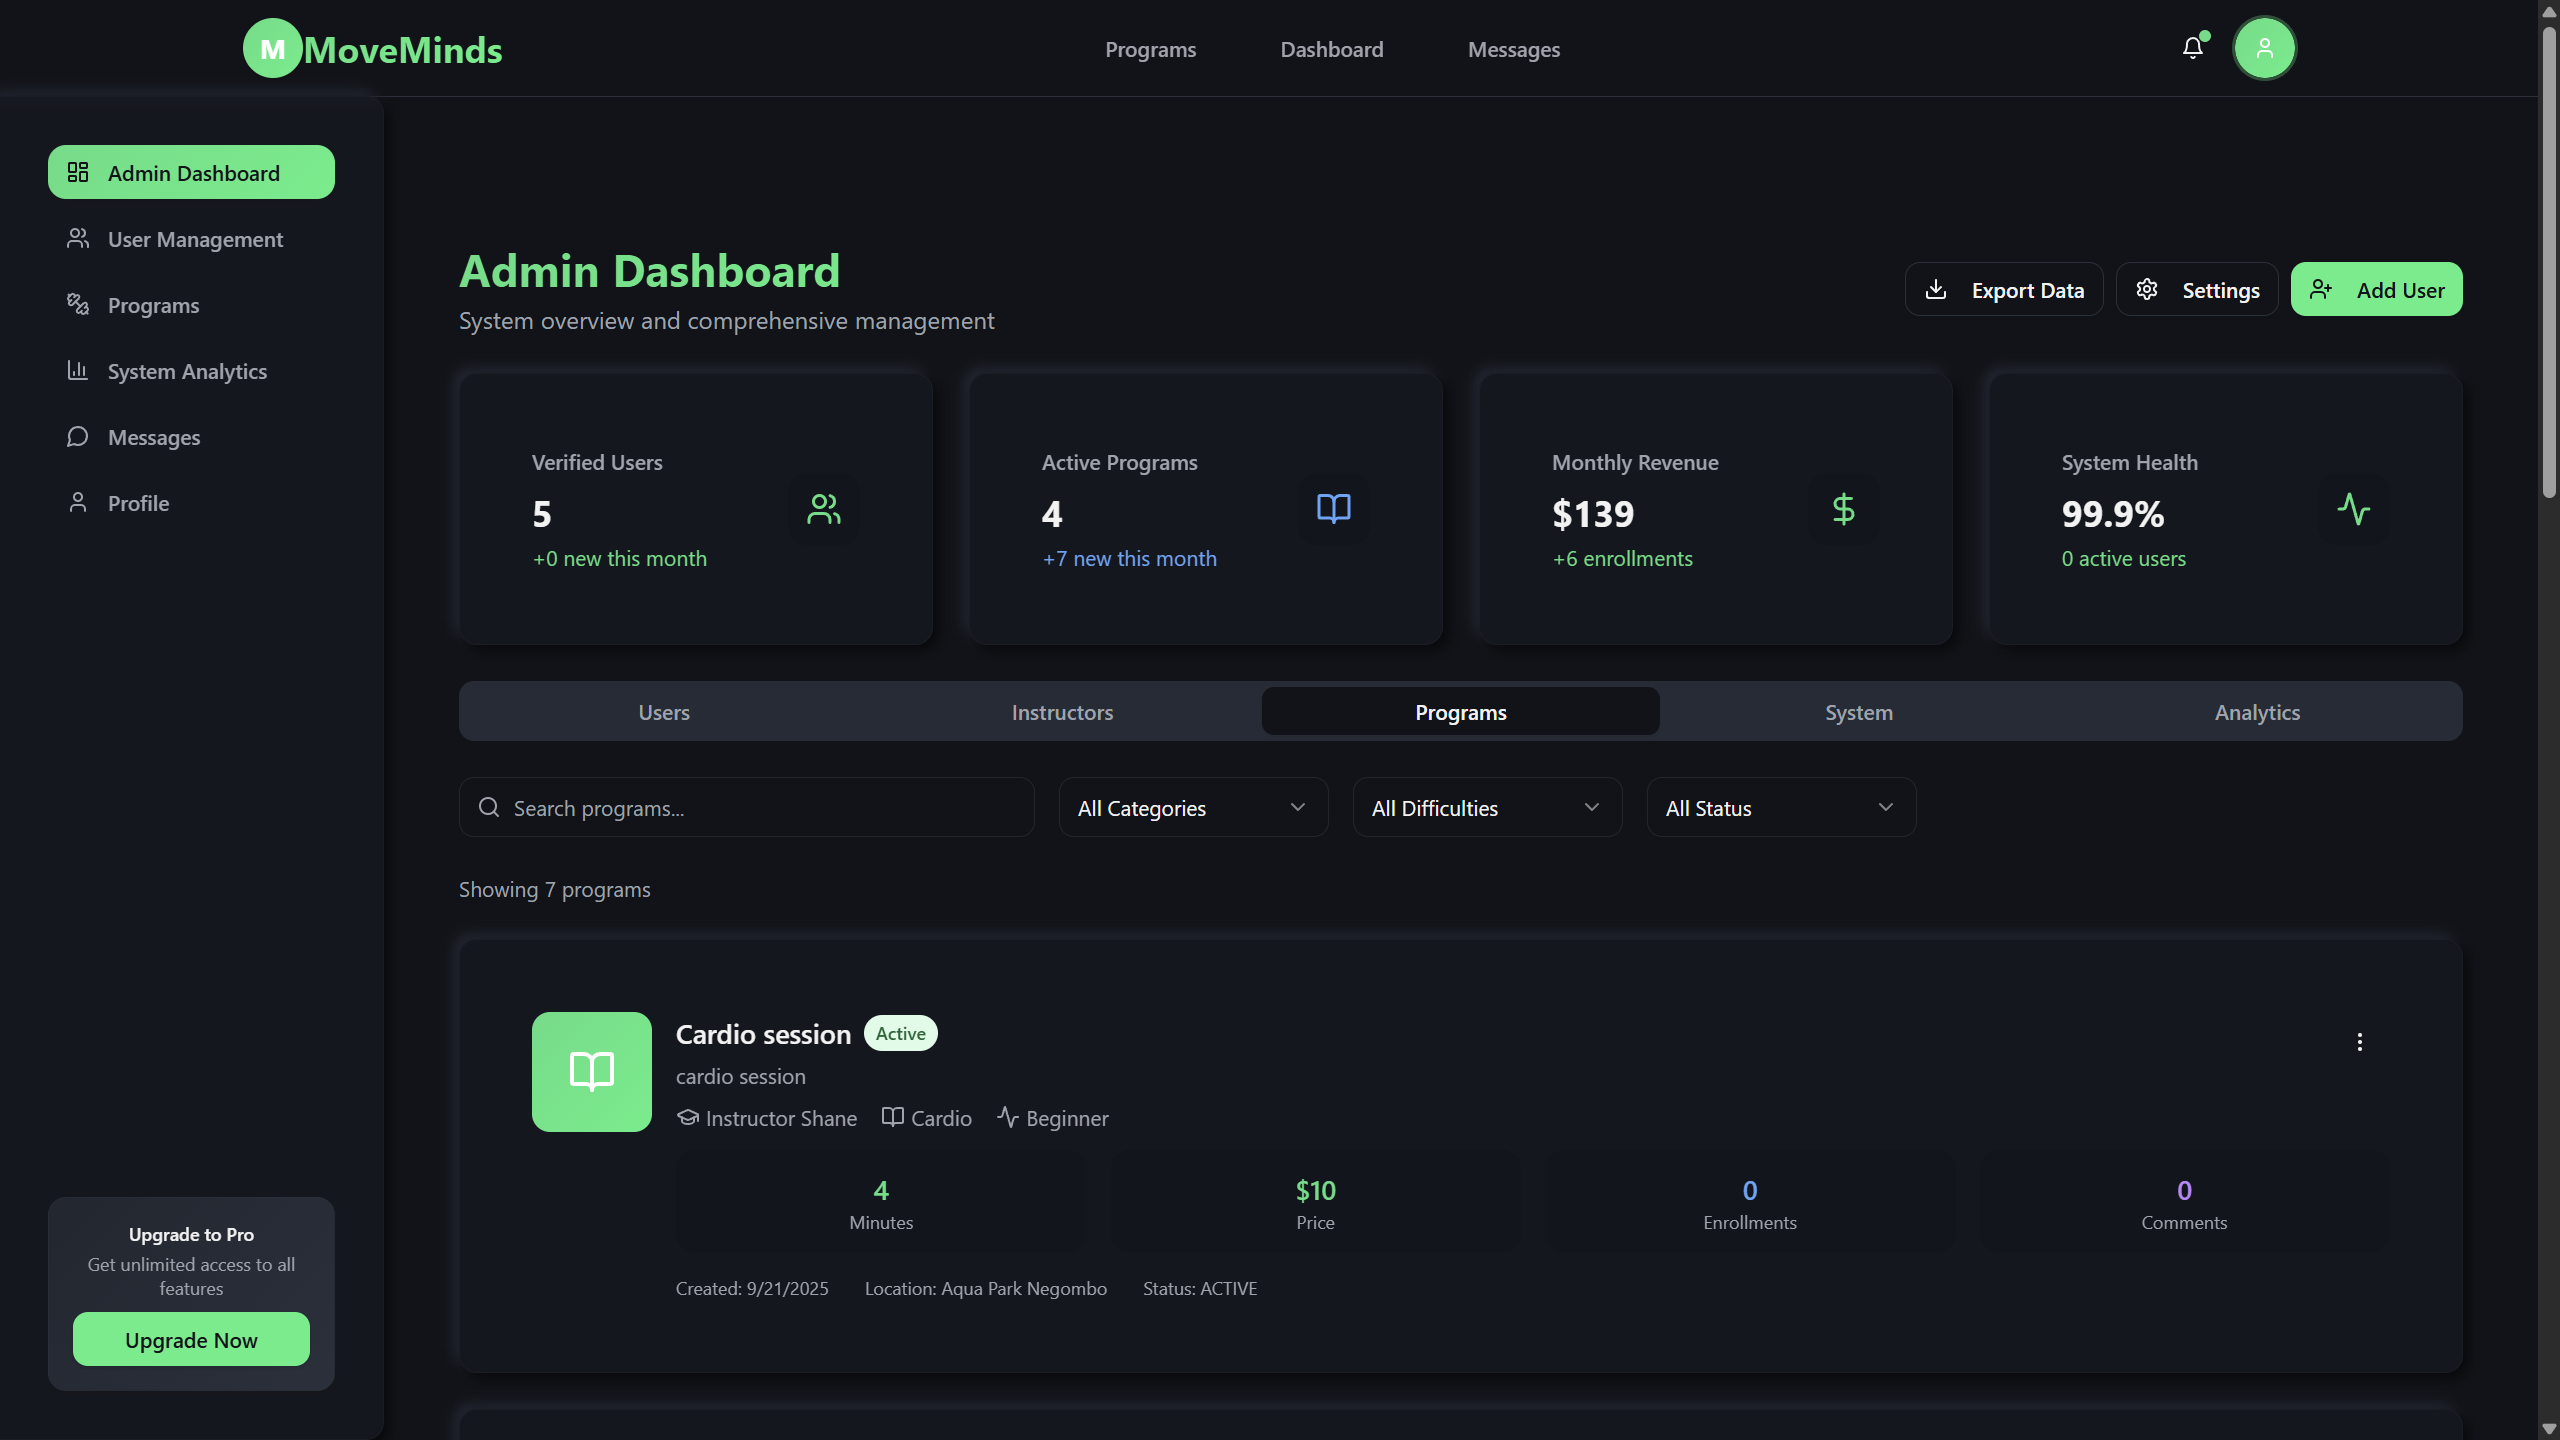 M MoveMinds
Programs Dashboard Messages
Admin Dashboard
User Management
Programs
System Analytics
Messages
Profile
Upgrade to Pro
Get unlimited access to all
features
Upgrade Now
Admin Dashboard
System overview and comprehensive management
Export Data Settings Add User
Verified Users
5
+0 new this month
Active Programs
4
+7 new this month
Monthly Revenue
$139
+6 enrollments
System Health
99.9%
0 active users
Users Instructors Programs System Analytics
Search programs...
All Categories
All Difficulties
All Status
Showing 7 programs
Cardio session Active
cardio session
Instructor Shane Cardio Beginner
4
Minutes
$10
Price
0
Enrollments
0
Comments
Created: 9/21/2025 Location: Aqua Park Negombo Status: ACTIVE